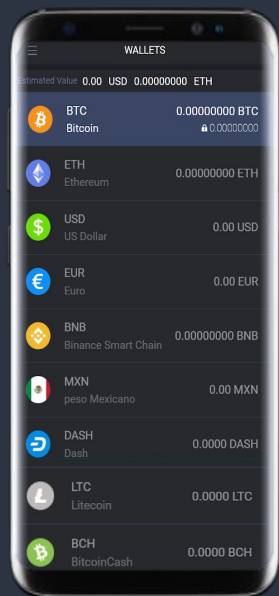 WALLETS
Estimated Value 0.00 USD 0.00000000 ETH
BTC 0.00000000 BTC
Bitcoin 0.00000000
ETH
Ethereum 0.00000000 ETH
USD
US Dollar 0.00 USD
EUR
Euro 0.00 EUR
BNB
Binance Smart Chain 0.00000000 BNB
MXN
peso Mexicano 0.00 MXN
DASH
Dash 0.0000 DASH
LTC
Litecoin 0.0000 LTC
BCH
BitcoinCash 0.0000 BCH